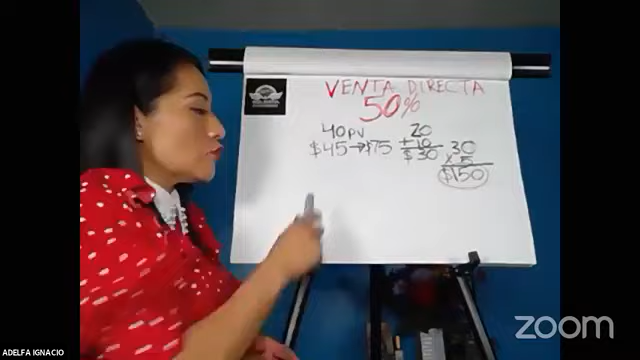 VENTA DIRECTA
50%
40PV
$45→$75
20
+10
$30
30
x 5
$150
ADELFA IGNACIO
zoom